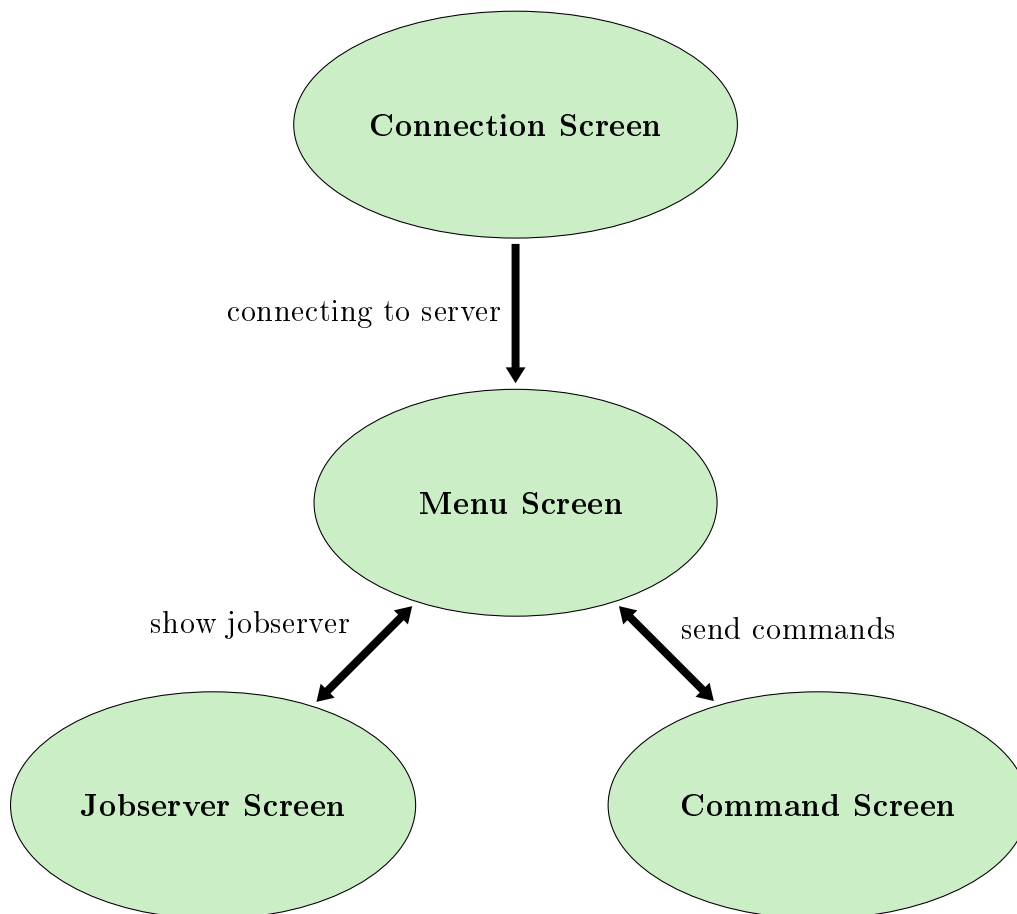 Connection Screen
connecting to server
Menu Screen
show jobserver
send commands
Jobserver Screen
Command Screen